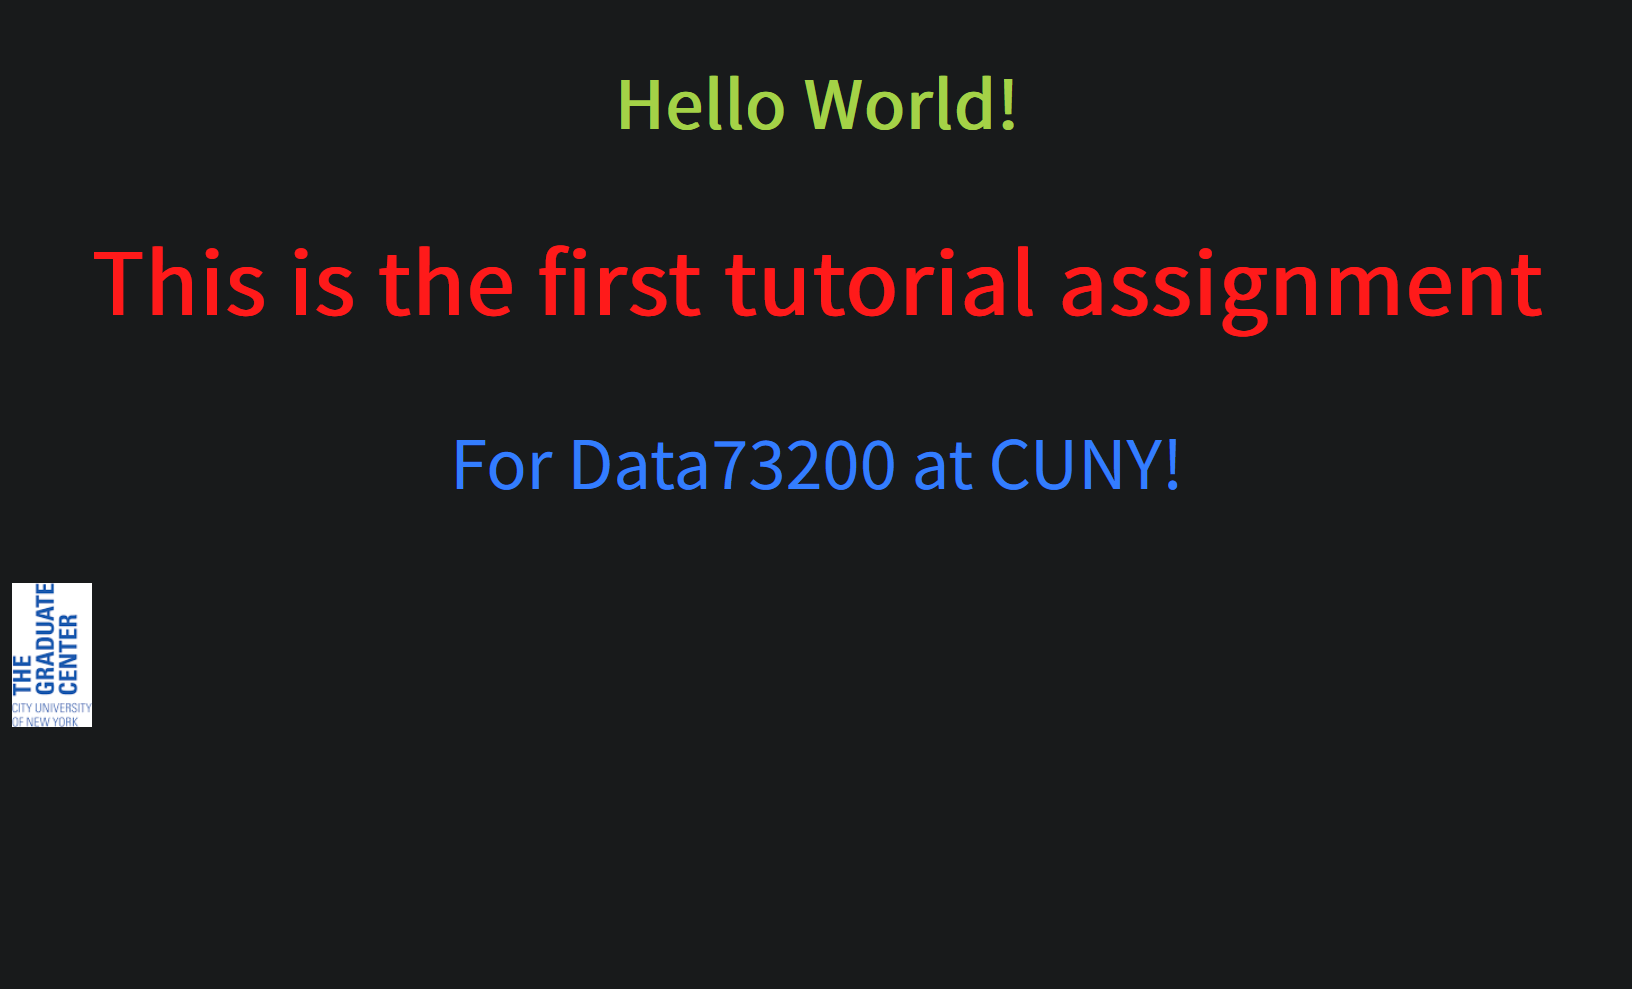 Hello World!
This is the first tutorial assignment
For Data73200 at CUNY!
THE
GRADUATE
CENTER
CITY UNIVERSITY
OF NEW YORK